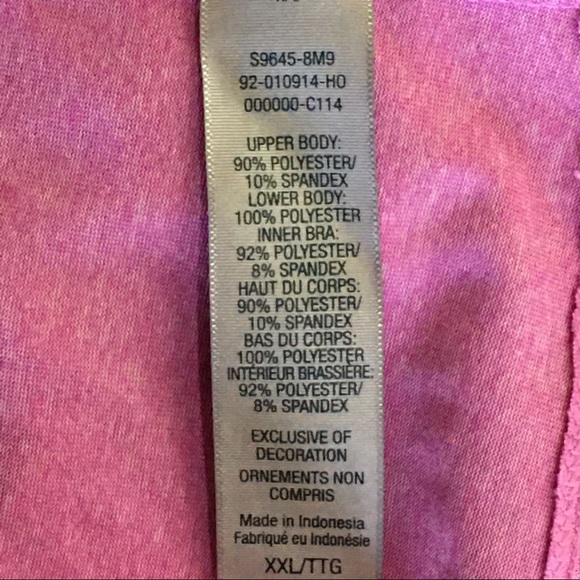 S9645-8M9
92-010914-HO
000000-C114
UPPER BODY:
90% POLYESTER/
10% SPANDEX
LOWER BODY:
100% POLYESTER
INNER BRA:
92% POLYESTER/
8% SPANDEX
HAUT DU CORPS:
90% POLYESTER/
10% SPANDEX
BAS DU CORPS:
100% POLYESTER
INTÉRIEUR BRASSIÈRE:
92% POLYESTER/
8% SPANDEX
EXCLUSIVE OF
DECORATION
ORNEMENTS NON
COMPRIS
Made in Indonesia
Fabriqué eu Indonésie
XXL/TTG